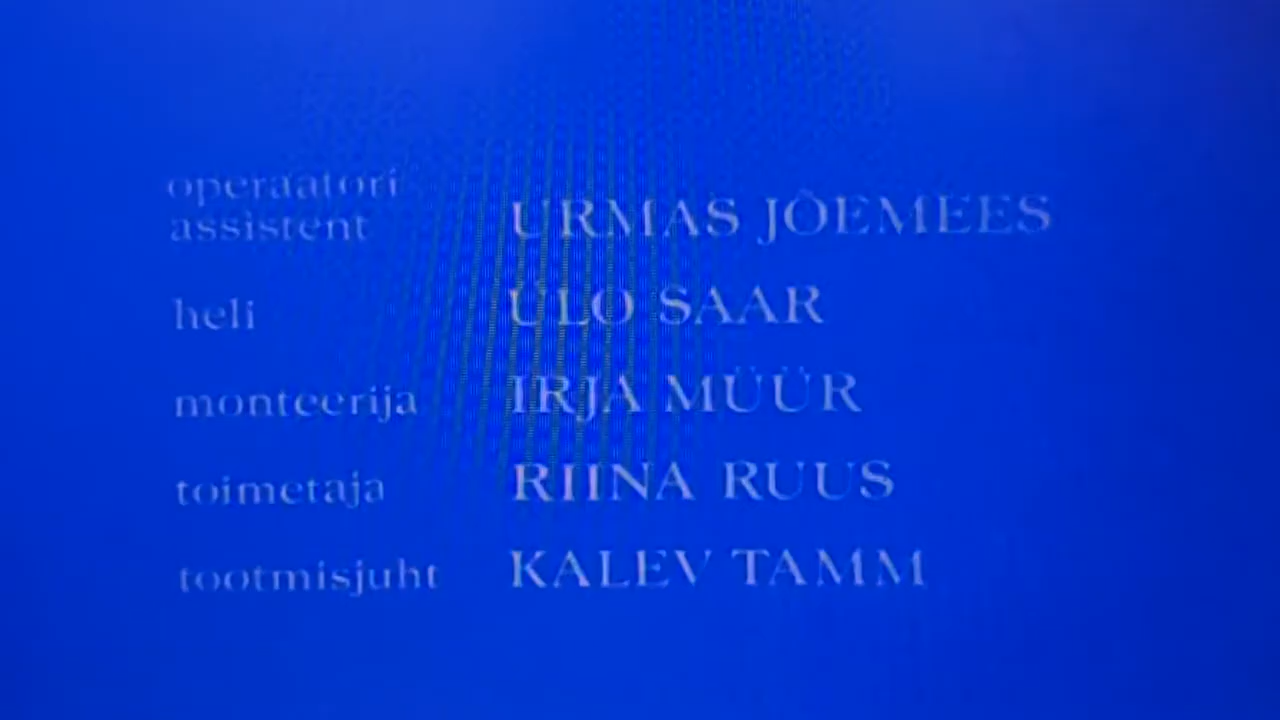 operaatori
assistent URMAS JÕEMEES
heli ÜLO SAAR
monteerija IRJA MÜÜR
toimetaja RIINA RUUS
tootmisjuht KALEV TAMM